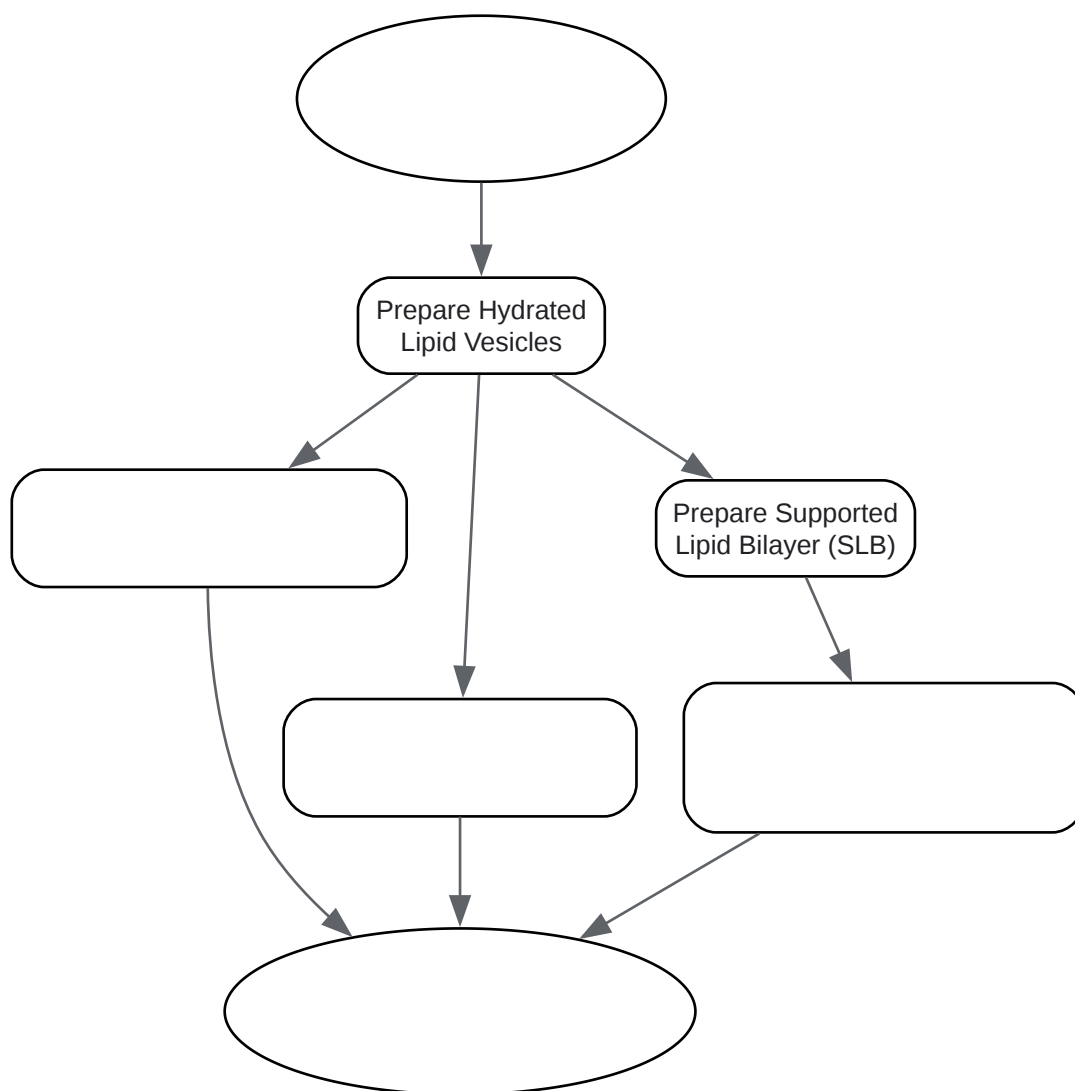 Prepare Hydrated
Lipid Vesicles
Prepare Supported
Lipid Bilayer (SLB)